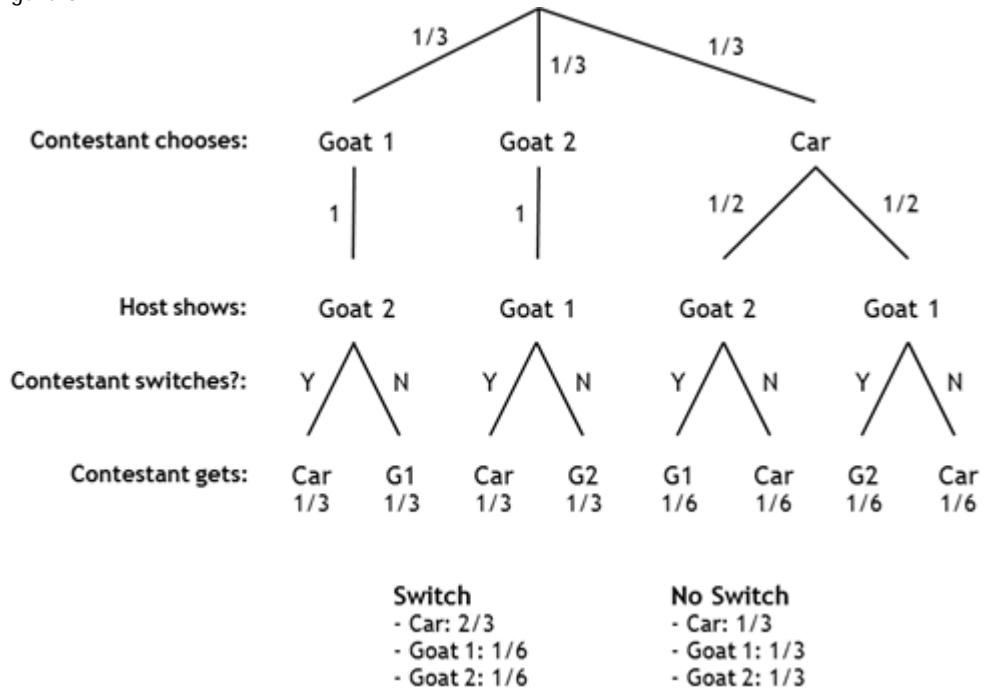 1/3 1/3 1/3
Contestant chooses: Goat 1 Goat 2 Car
1 1 1/2 1/2
Host shows: Goat 2 Goat 1 Goat 2 Goat 1
Contestant switches?: Y N Y N Y N Y N
Contestant gets: Car G1 Car G2 G1 Car G2 Car
1/3 1/3 1/3 1/3 1/6 1/6 1/6 1/6
Switch
- Car: 2/3
- Goat 1: 1/6
- Goat 2: 1/6
No Switch
- Car: 1/3
- Goat 1: 1/3
- Goat 2: 1/3